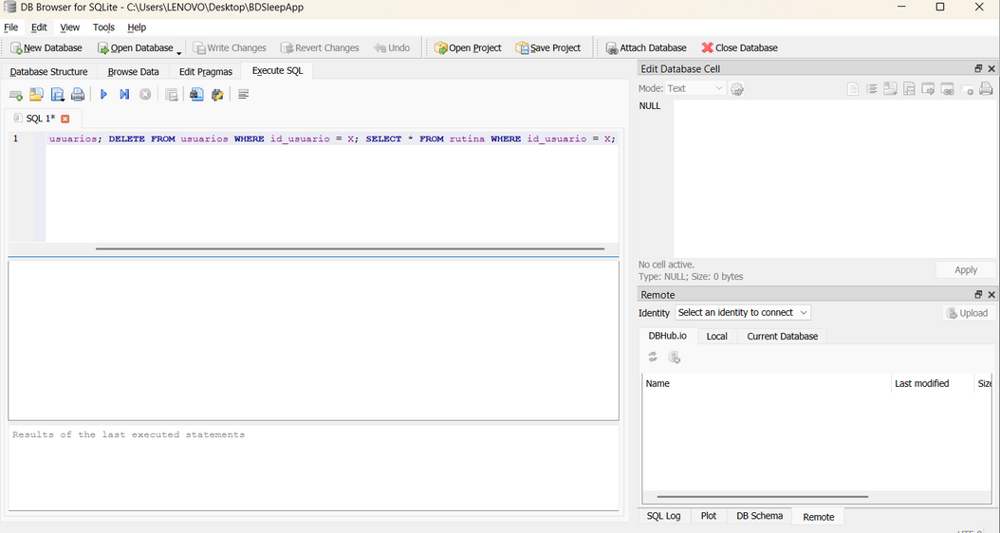 DB Browser for SQLite - C:\Users\LENOVO\Desktop\BDSleepApp
File Edit View Tools Help
New Database Open Database Write Changes Revert Changes Undo Open Project Save Project Attach Database Close Database
Database Structure Browse Data Edit Pragmas Execute SQL
SQL 1*
1 usuarios; DELETE FROM usuarios WHERE id_usuario = X; SELECT * FROM rutina WHERE id_usuario = X;
Results of the last executed statements
Edit Database Cell
Mode: Text
NULL
No cell active.
Type: NULL; Size: 0 bytes
Apply
Remote
Identity Select an identity to connect Upload
DBHub.io Local Current Database
Name Last modified Size
SQL Log Plot DB Schema Remote